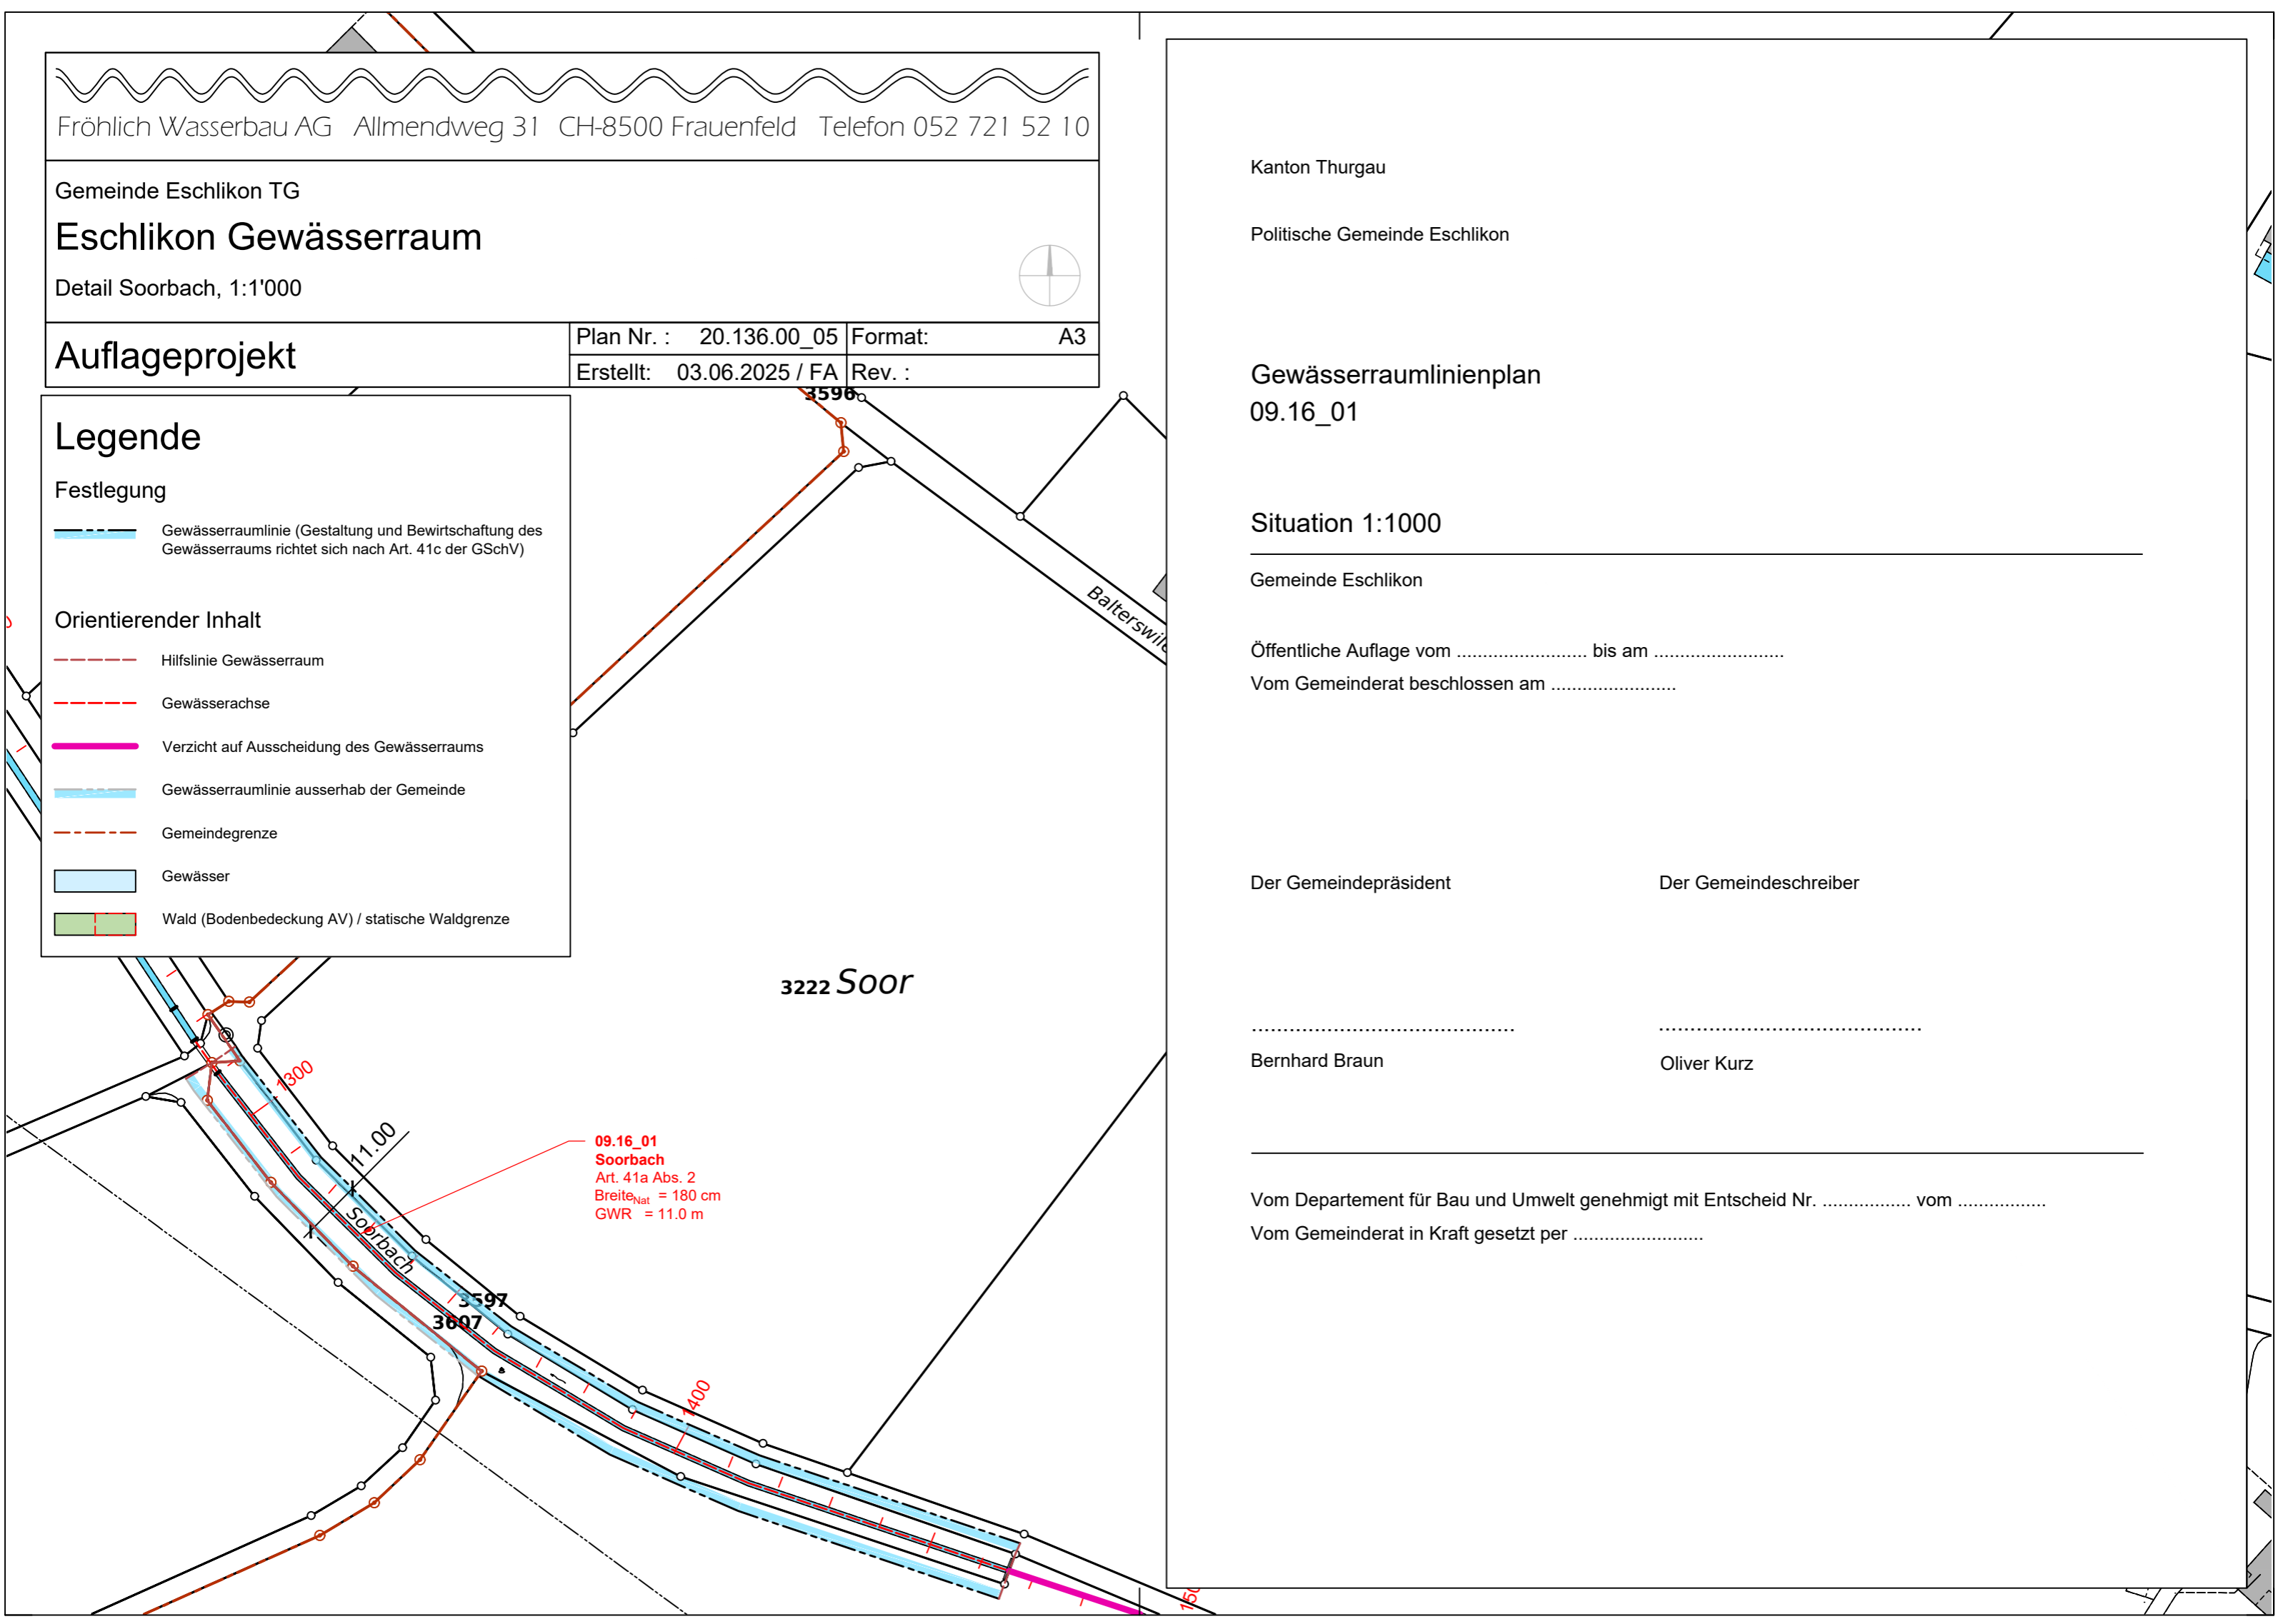 Fröhlich Wasserbau AG Allmendweg 31 CH-8500 Frauenfeld Telefon 052 721 52 10
Gemeinde Eschlikon TG
Eschlikon Gewässerraum
Detail Soorbach, 1:1'000
Auflageprojekt
Plan Nr. : 20.136.00_05
Format: A3
Erstellt: 03.06.2025 / FA
Rev. :
Legende
Festlegung
Gewässerraumlinie (Gestaltung und Bewirtschaftung des
Gewässerraums richtet sich nach Art. 41c der GSchV)
Orientierender Inhalt
Hilfslinie Gewässerraum
Gewässerachse
Verzicht auf Ausscheidung des Gewässerraums
Gewässerraumlinie ausserhab der Gemeinde
Gemeindegrenze
Gewässer
Wald (Bodenbedeckung AV) / statische Waldgrenze
3596
Balterswile
3222 Soor
1300
11.00
09.16_01
Soorbach
Art. 41a Abs. 2
BreiteNat = 180 cm
GWR = 11.0 m
Soorbach
3597
3607
1400
150
Kanton Thurgau
Politische Gemeinde Eschlikon
Gewässerraumlinienplan
09.16_01
Situation 1:1000
Gemeinde Eschlikon
Öffentliche Auflage vom ......................... bis am .........................
Vom Gemeinderat beschlossen am ........................
Der Gemeindepräsident
Der Gemeindeschreiber
..........................................
..........................................
Bernhard Braun
Oliver Kurz
Vom Departement für Bau und Umwelt genehmigt mit Entscheid Nr. ................. vom .................
Vom Gemeinderat in Kraft gesetzt per .........................